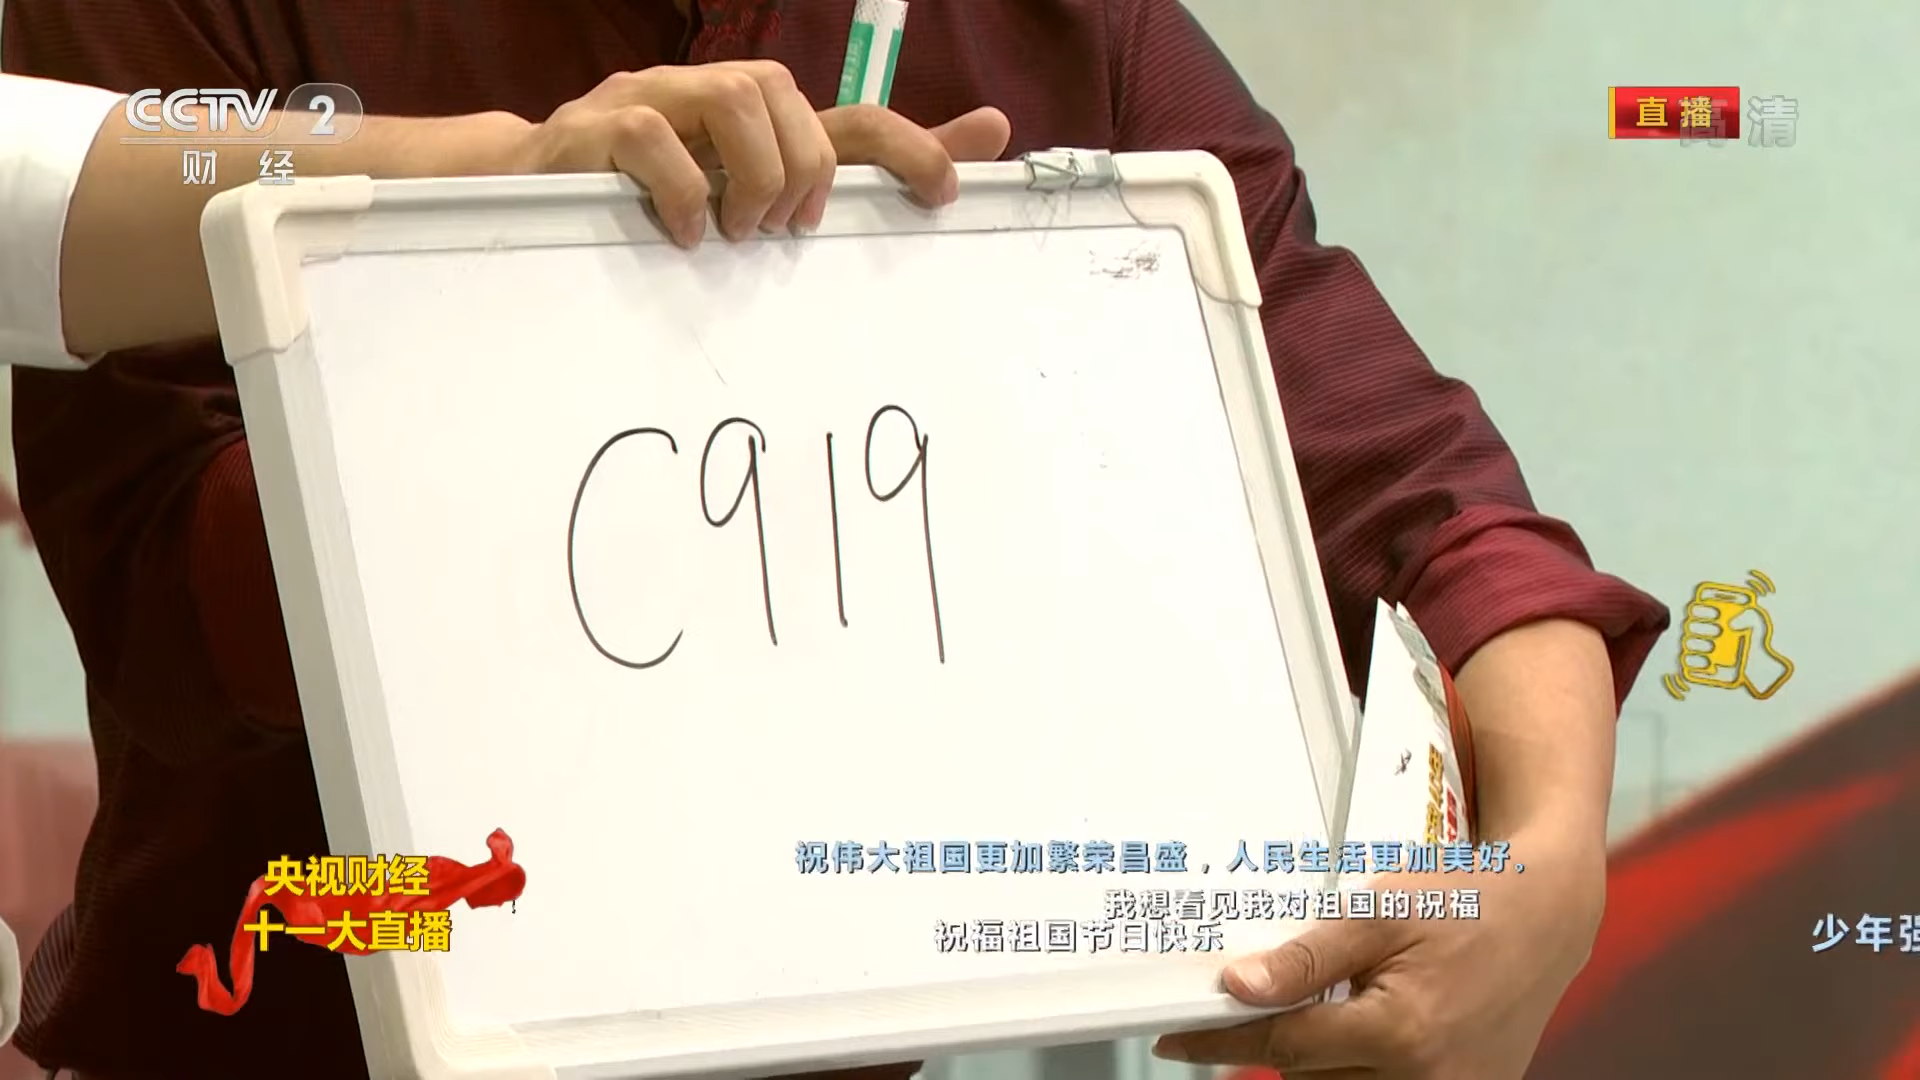 CCTV 2
财经
直播
高清
C919
央视财经
十一大直播
祝伟大祖国更加繁荣昌盛，人民生活更加美好。
我想看见我对祖国的祝福
祝福祖国节日快乐
少年强